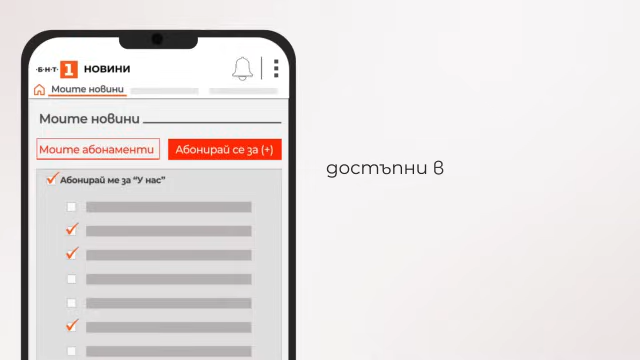 ·Б·Н·Т· 1 НОВИНИ
Моите новини
Моите новини
Моите абонаменти
Абонирай се за (+)
Абонирай ме за "У нас"
достъпни в